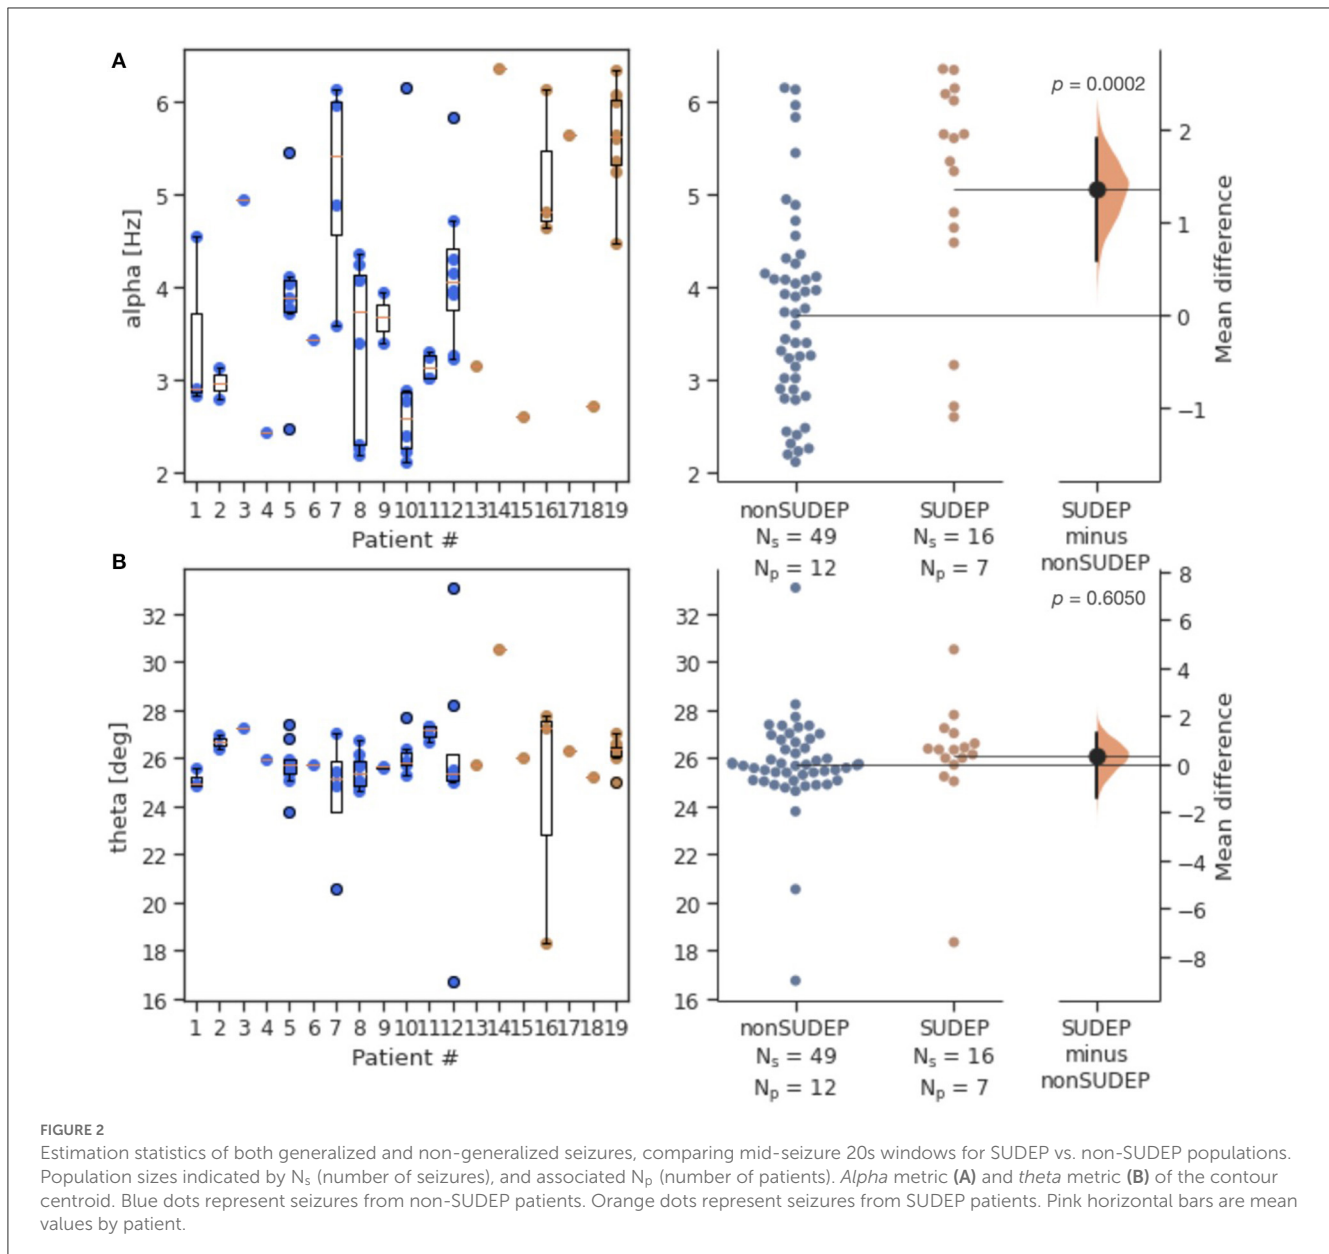 A
p = 0.0002
6
5
4
3
2
alpha [Hz]
1 2 3 4 5 6 7 8 9 10 11 12 13 14 15 16 17 18 19
Patient #
6
5
4
3
2
2
1
0
−1
Mean difference
nonSUDEP
Ns = 49
Np = 12
SUDEP
Ns = 16
Np = 7
SUDEP
minus
nonSUDEP
B
p = 0.6050
32
30
28
26
24
22
20
18
16
theta [deg]
1 2 3 4 5 6 7 8 9 10 11 12 13 14 15 16 17 18 19
Patient #
32
30
28
26
24
22
20
18
16
8
6
4
2
0
−2
−4
−6
−8
Mean difference
nonSUDEP
Ns = 49
Np = 12
SUDEP
Ns = 16
Np = 7
SUDEP
minus
nonSUDEP
FIGURE 2
Estimation statistics of both generalized and non-generalized seizures, comparing mid-seizure 20s windows for SUDEP vs. non-SUDEP populations.
Population sizes indicated by Ns (number of seizures), and associated Np (number of patients). Alpha metric (A) and theta metric (B) of the contour
centroid. Blue dots represent seizures from non-SUDEP patients. Orange dots represent seizures from SUDEP patients. Pink horizontal bars are mean
values by patient.